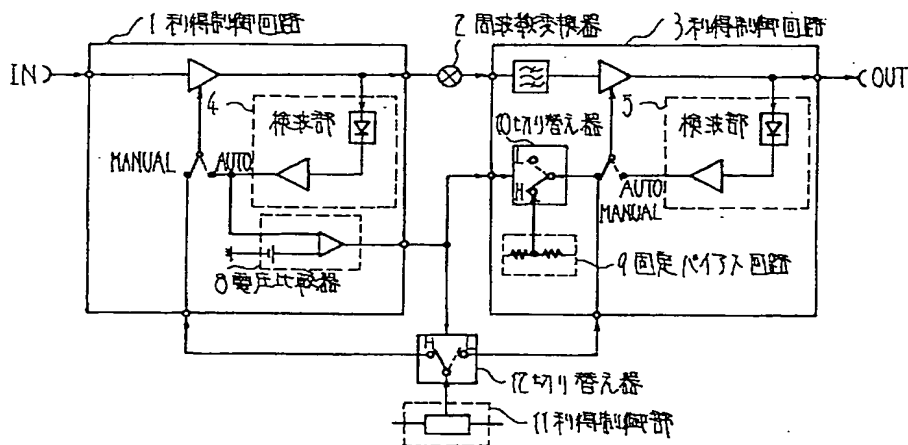 1 利得制御回路
2 周波数変換器
3 利得制御回路
IN
OUT
4
検波部
5
検波部
10 切り替え器
L
H
MANUAL
AUTO
AUTO
MANUAL
8 電圧比較器
9 固定バイアス回路
H
L
12 切り替え器
11 利得制御部